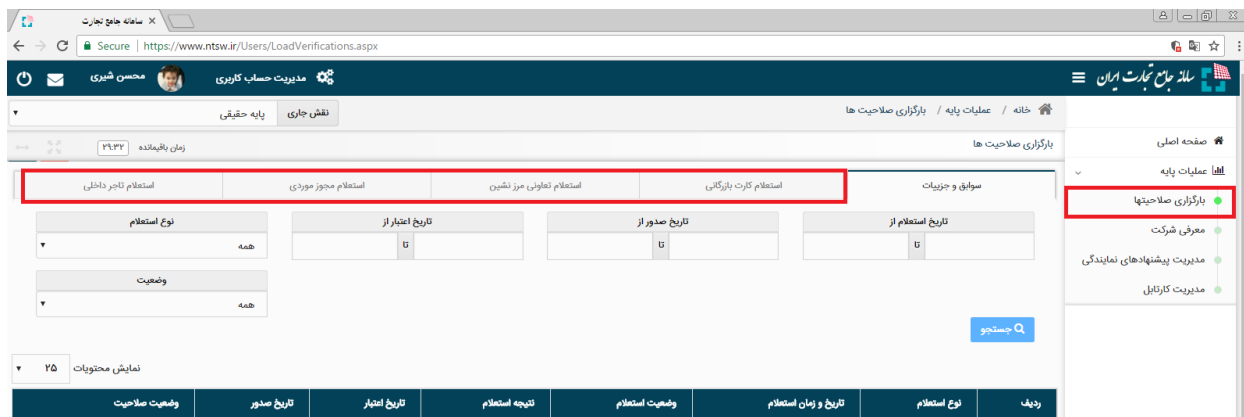 سامانه جامع تجارت
Secure | https://www.ntsw.ir/Users/LoadVerifications.aspx
سامانه جامع تجارت ایران
مدیریت حساب کاربری
محسن شیری
خانه / عملیات پایه / بارگزاری صلاحیت ها
نقش جاری
پایه حقیقی
صفحه اصلی
عملیات پایه
بارگزاری صلاحیتها
معرفی شرکت
مدیریت پیشنهادهای نمایندگی
مدیریت کارتابل
بارگزاری صلاحیت ها
زمان باقیمانده ۲۹:۳۲
سوابق و جزییات
استعلام کارت بازرگانی
استعلام تعاونی مرز نشین
استعلام مجوز موردی
استعلام تاجر داخلی
تاریخ استعلام از
تا
تاریخ صدور از
تا
تاریخ اعتبار از
تا
نوع استعلام
همه
وضعیت
همه
جستجو
نمایش محتویات ۲۵
ردیف
نوع استعلام
تاریخ و زمان استعلام
وضعیت استعلام
نتیجه استعلام
تاریخ اعتبار
تاریخ صدور
وضعیت صلاحیت